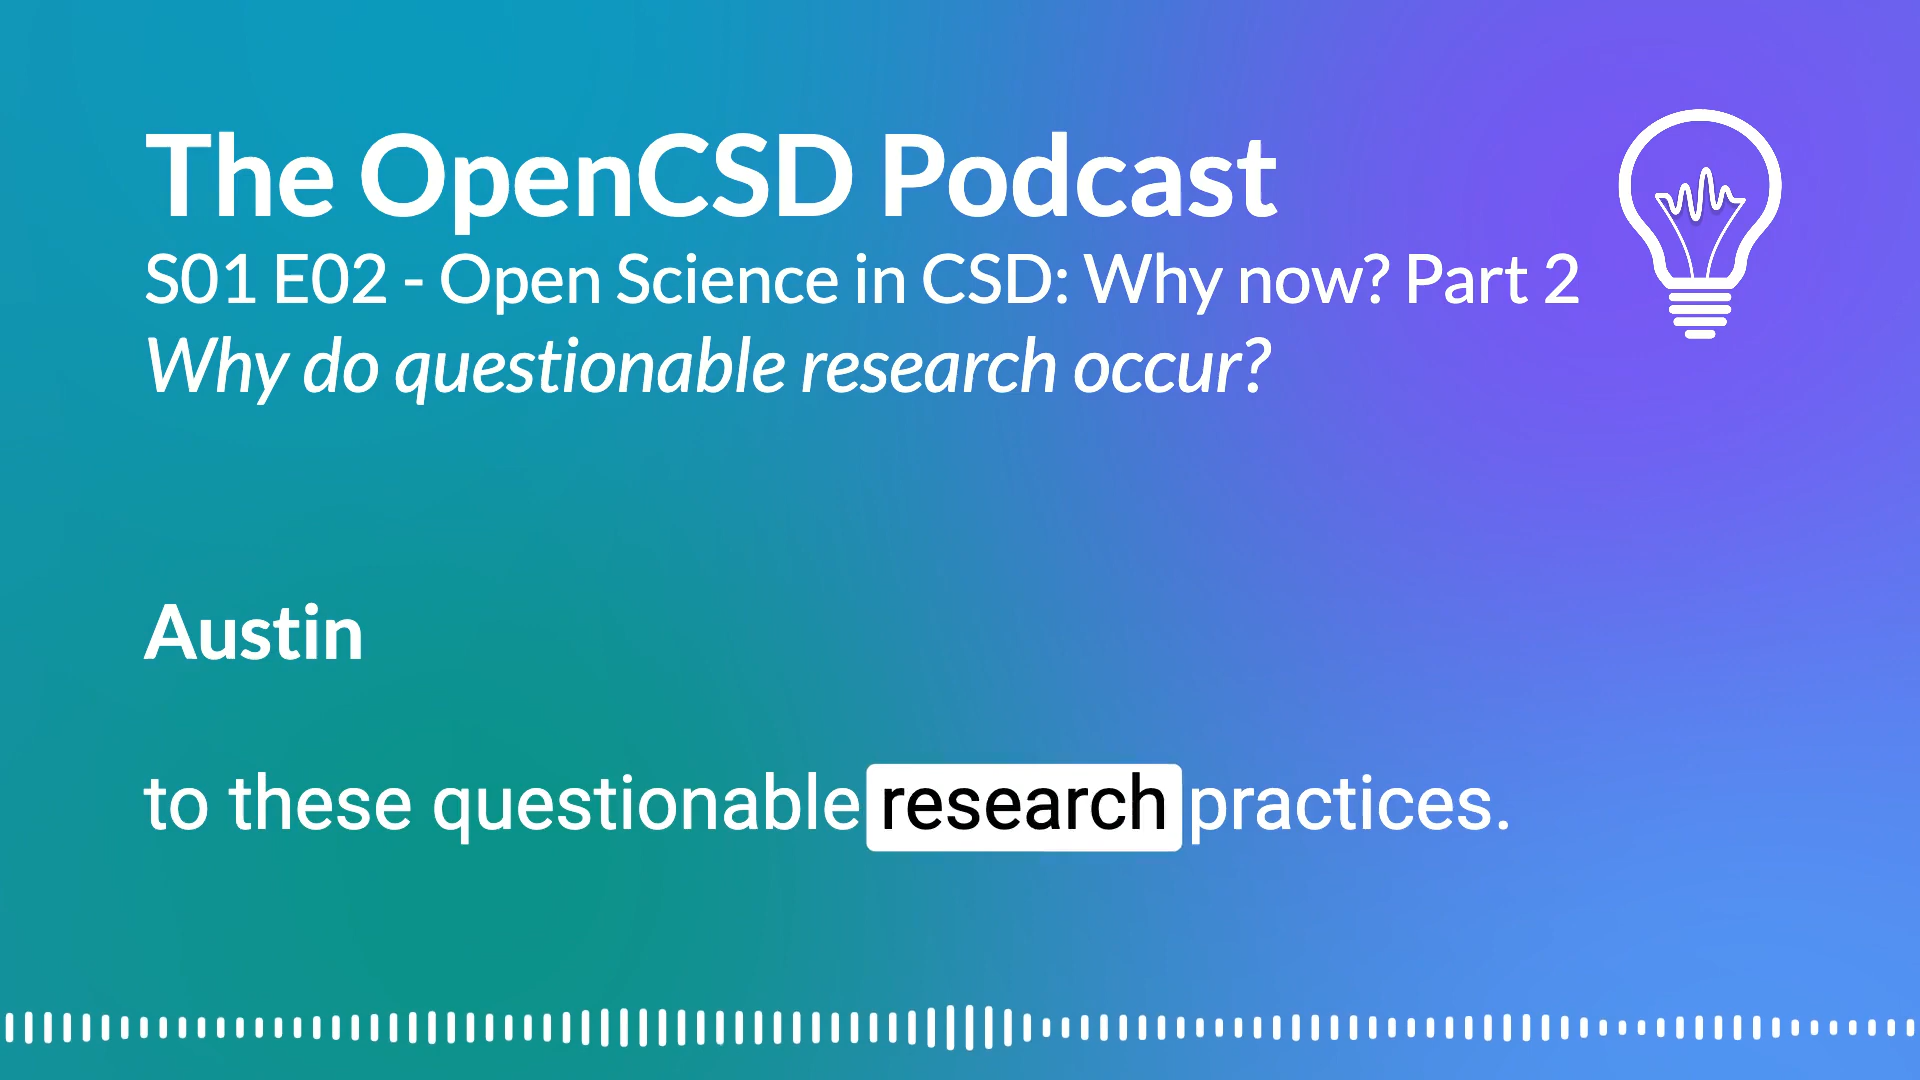 The OpenCSD Podcast
S01 E02 - Open Science in CSD: Why now? Part 2
Why do questionable research occur?
Austin
to these questionable research practices.